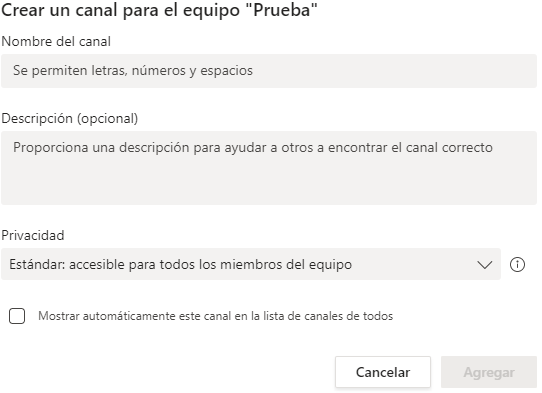 Crear un canal para el equipo "Prueba"
Nombre del canal
Se permiten letras, números y espacios
Descripción (opcional)
Proporciona una descripción para ayudar a otros a encontrar el canal correcto
Privacidad
Estándar: accesible para todos los miembros del equipo
Mostrar automáticamente este canal en la lista de canales de todos
Cancelar Agregar